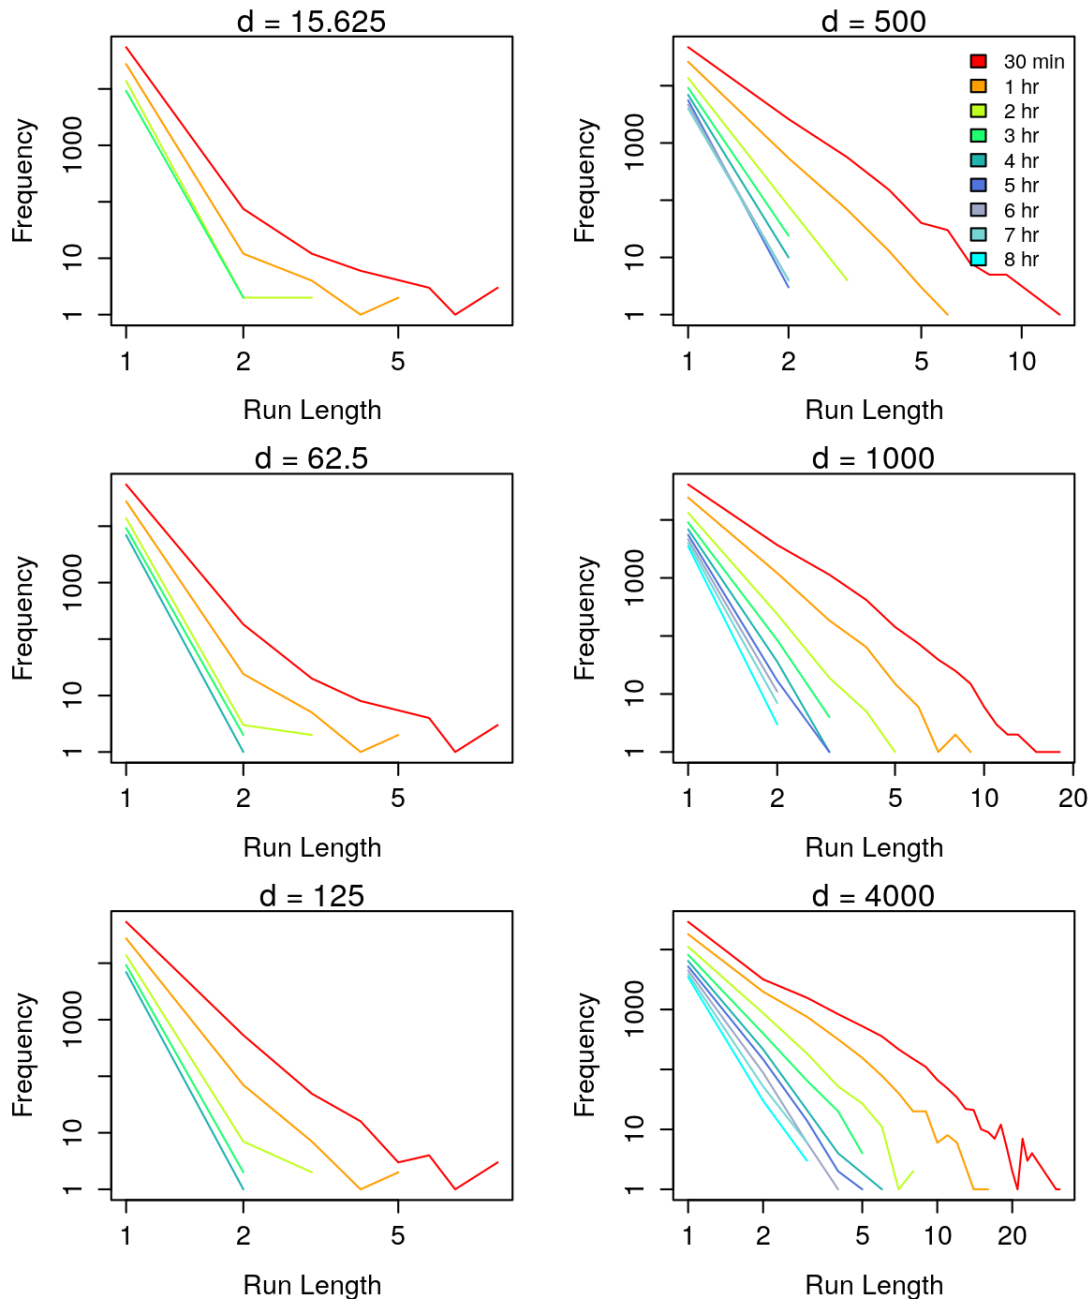 d = 15.625
Frequency
1000
10
1
1 2 5
Run Length
d = 500
30 min
1 hr
2 hr
3 hr
4 hr
5 hr
6 hr
7 hr
8 hr
Frequency
1000
10
1
1 2 5 10
Run Length
d = 62.5
Frequency
1000
10
1
1 2 5
Run Length
d = 1000
Frequency
1000
10
1
1 2 5 10 20
Run Length
d = 125
Frequency
1000
10
1
1 2 5
Run Length
d = 4000
Frequency
1000
10
1
1 2 5 10 20
Run Length